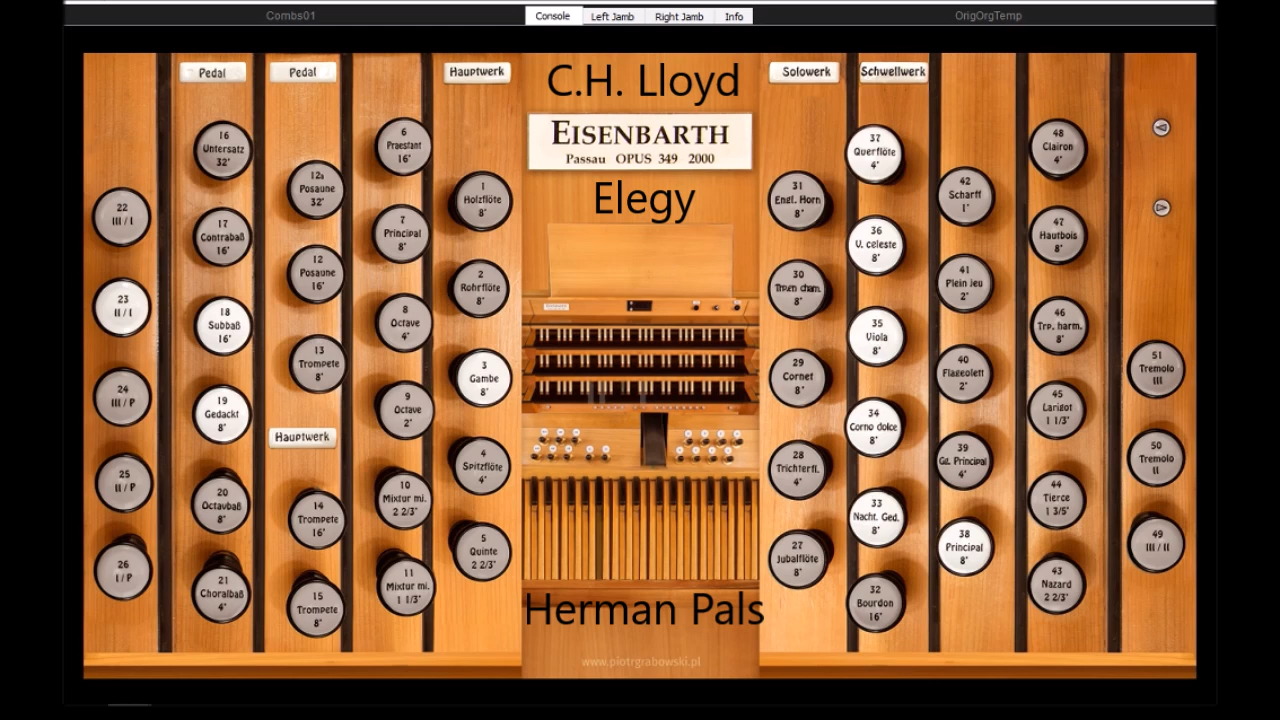 Combs01
Console
Left Jamb
Right Jamb
Info
OrigOrgTemp
Pedal
Pedal
Hauptwerk
C.H. Lloyd
Solowerk
Schwellwerk
EISENBARTH
Passau OPUS 349 2000
Elegy
22
III / I
23
II / I
24
III / P
25
II / P
26
I / P
16
Untersatz
32'
17
Contrabaß
16'
18
Subbaß
16'
19
Gedackt
8'
20
Octavbaß
8'
21
Choralbaß
4'
12a
Posaune
32'
12
Posaune
16'
13
Trompete
8'
Hauptwerk
14
Trompete
16'
15
Trompete
8'
6
Praestant
16'
7
Principal
8'
8
Octave
4'
9
Octave
2'
10
Mixtur mi.
2 2/3'
11
Mixtur mi.
1 1/3'
1
Holzflöte
8'
2
Rohrflöte
8'
3
Gambe
8'
4
Spitzflöte
4'
5
Quinte
2 2/3'
31
Engl. Horn
8'
30
Trpen cham.
8'
29
Cornet
8'
28
Trichterfl.
4'
27
Jubalflöte
8'
37
Querflöte
4'
36
V. celeste
8'
35
Viola
8'
34
Corno dolce
8'
33
Nacht. Ged.
8'
32
Bourdon
16'
42
Scharff
1'
41
Plein jeu
2'
40
Flageolett
2'
39
Gd. Principal
4'
38
Principal
8'
48
Clairon
4'
47
Hautbois
8'
46
Trp. harm.
8'
45
Larigot
1 1/3'
44
Tierce
1 3/5'
43
Nazard
2 2/3'
51
Tremolo
III
50
Tremolo
II
49
III / II
Herman Pals
www.piotrgrabowski.pl